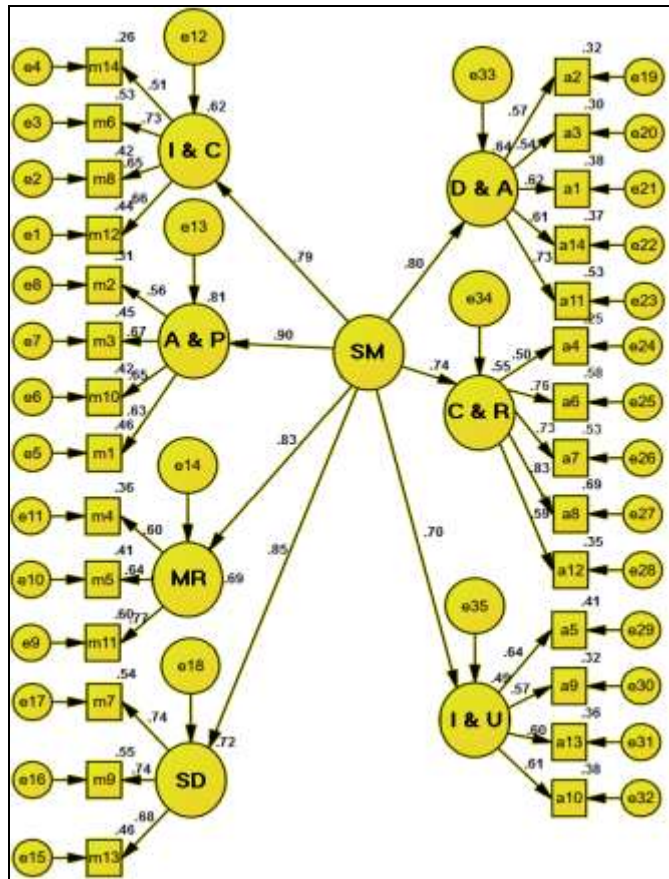 e4 m14 .26 .51
e3 m6 .53 .73
e2 m8 .42 .65
e1 m12 .44 .66
e12 .62 I & C
.79
e8 m2 .31 .56
e7 m3 .45 .67
e6 m10 .42 .65
e5 m1 .46 .63
e13 .81 A & P
.90
e11 m4 .36 .60
e10 m5 .41 .64
e9 m11 .60 .77
e14 MR .69
.83
e17 m7 .54 .74
e16 m9 .55 .74
e15 m13 .46 .68
e18 .72 SD
.85
SM
.80
e33 .64 D & A
.57 .32 a2 e19
.54 .30 a3 e20
.62 .38 a1 e21
.61 .37 a14 e22
.73 .53 a11 e23
.74
e34 .55 C & R
.50 .25 a4 e24
.76 .58 a6 e25
.73 .53 a7 e26
.83 .69 a8 e27
.59 .35 a12 e28
.70
e35 .49 I & U
.64 .41 a5 e29
.57 .32 a9 e30
.60 .36 a13 e31
.61 .38 a10 e32